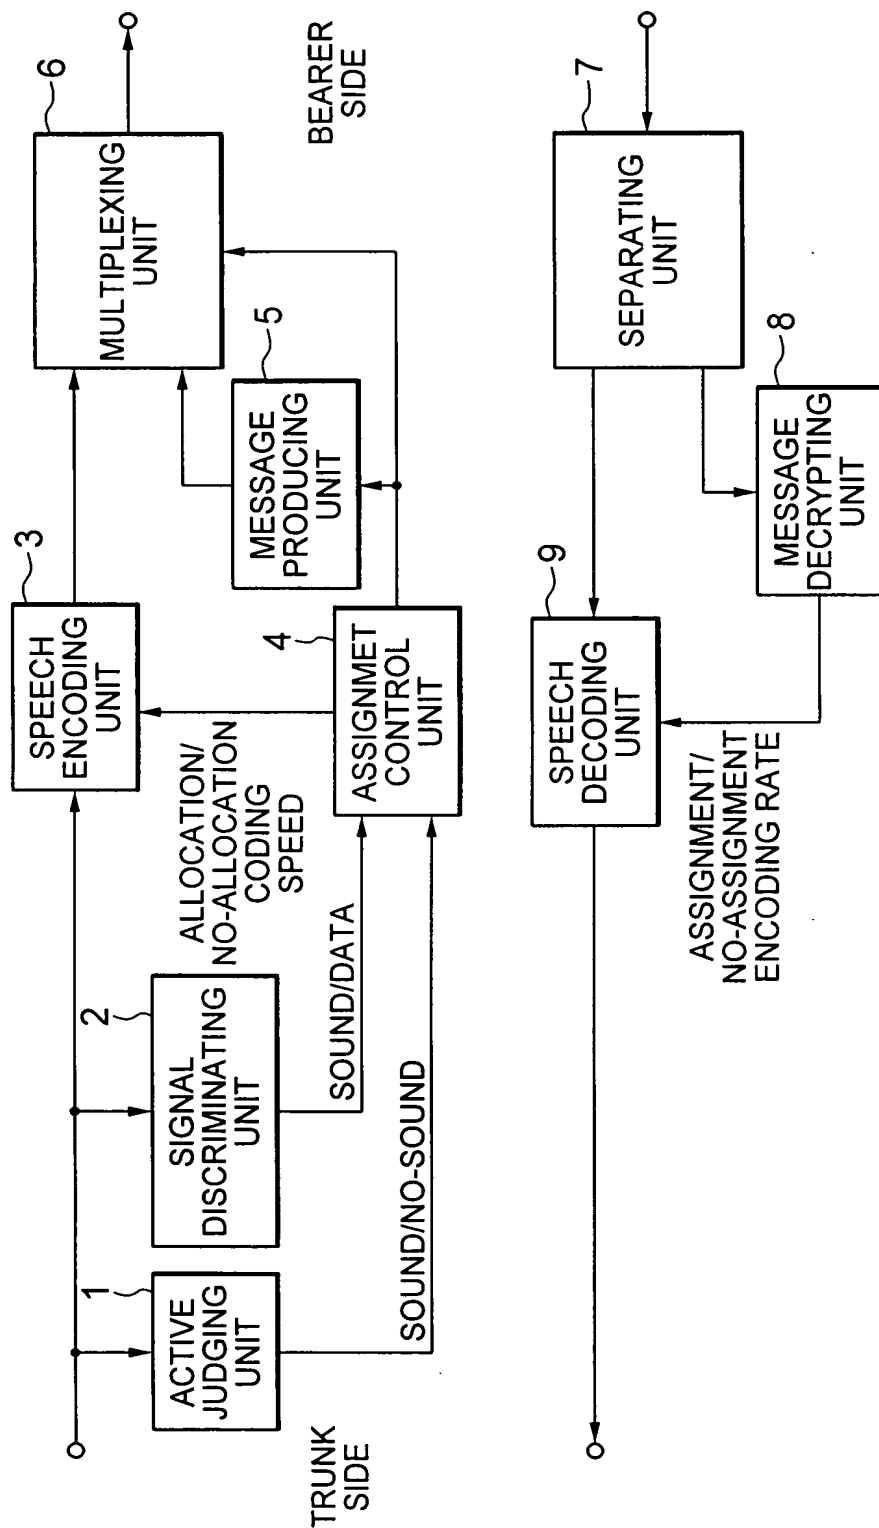 TRUNK
SIDE
1
ACTIVE
JUDGING
UNIT
2
SIGNAL
DISCRIMINATING
UNIT
SOUND/DATA
SOUND/NO-SOUND
3
SPEECH
ENCODING
UNIT
ALLOCATION/
NO-ALLOCATION
CODING
SPEED
4
ASSIGNMET
CONTROL
UNIT
5
MESSAGE
PRODUCING
UNIT
6
MULTIPLEXING
UNIT
BEARER
SIDE
7
SEPARATING
UNIT
8
MESSAGE
DECRYPTING
UNIT
9
SPEECH
DECODING
UNIT
ASSIGNMENT/
NO-ASSIGNMENT
ENCODING RATE